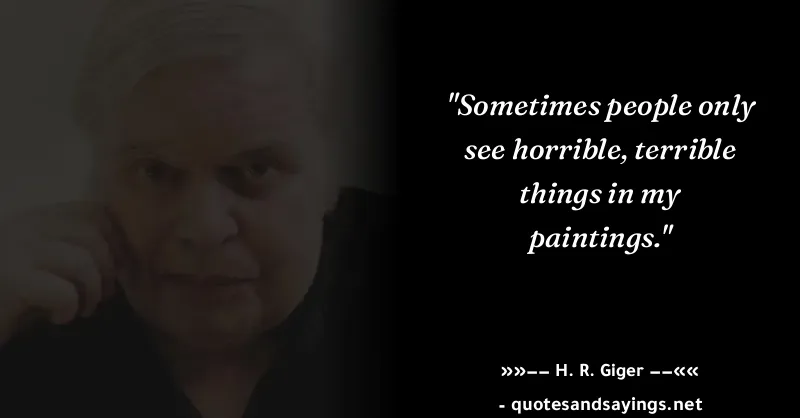 "Sometimes people only
see horrible, terrible
things in my
paintings."
»»–– H. R. Giger ––««
- quotesandsayings.net